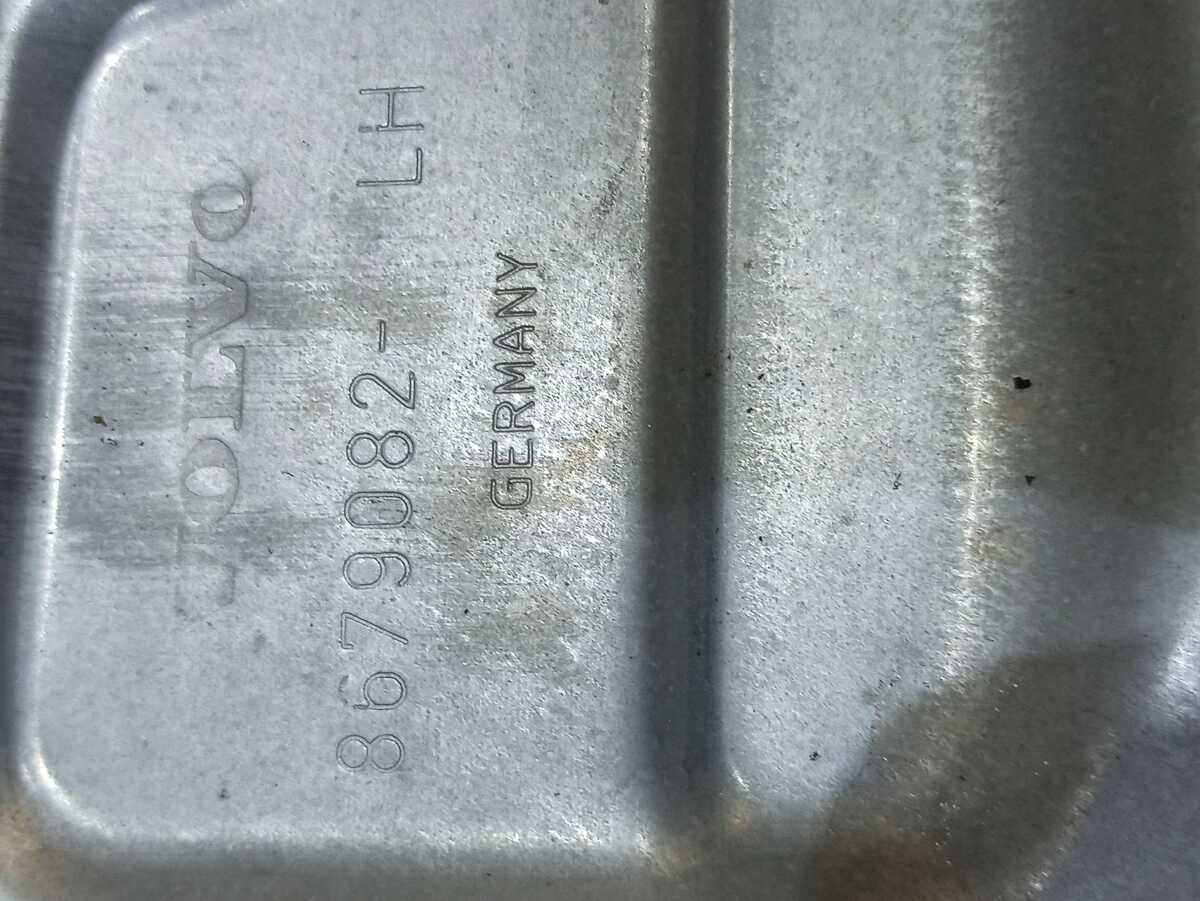 VOLVO
8679082- LH
GERMANY